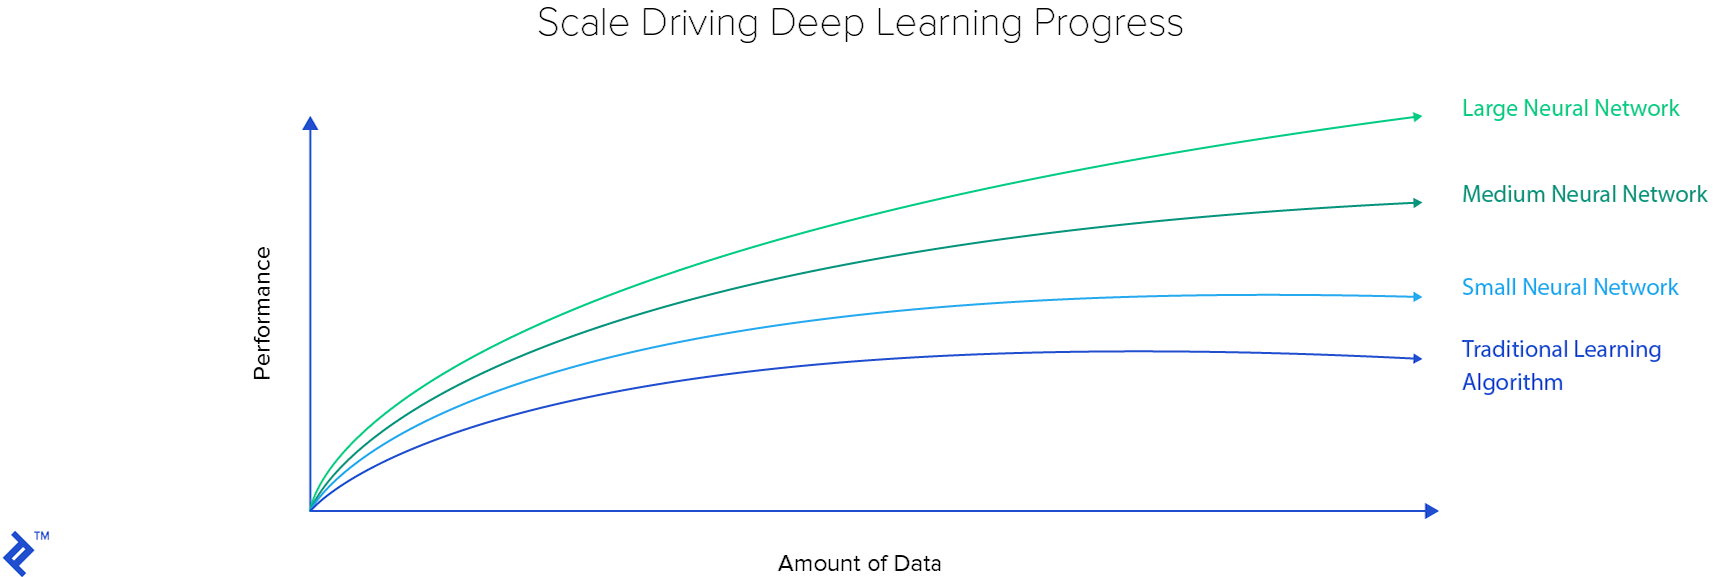 Scale Driving Deep Learning Progress
Large Neural Network
Medium Neural Network
Small Neural Network
Traditional Learning
Algorithm
Performance
Amount of Data
TM